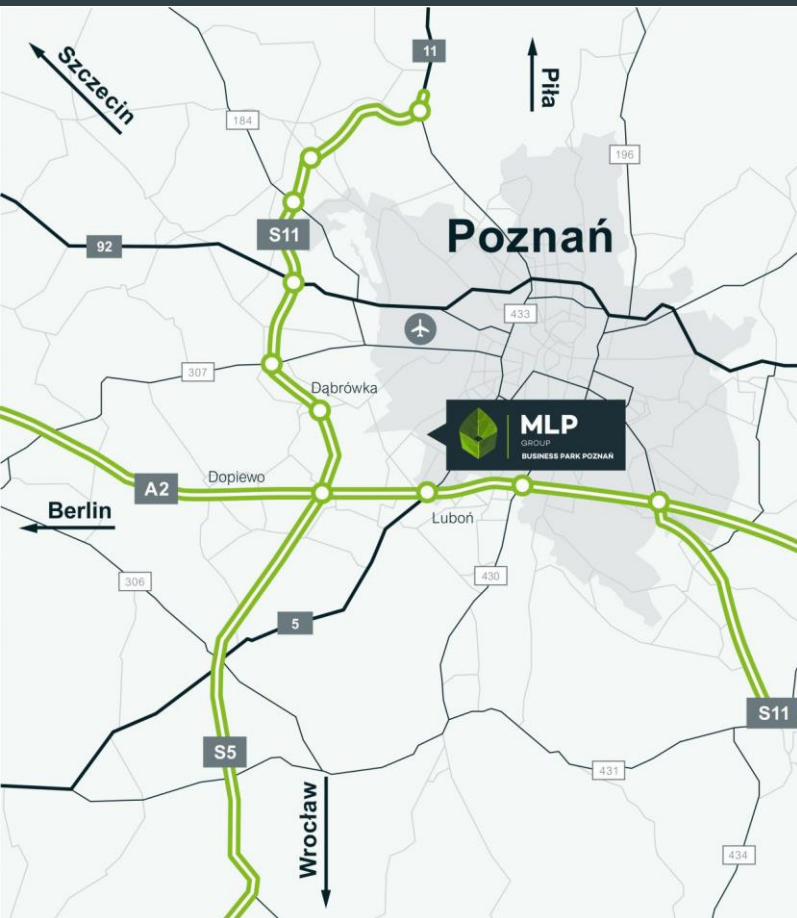 11
Szczecin
Piła
184
196
S11
Poznań
92
433
307
Dąbrówka
MLP
GROUP
BUSINESS PARK POZNAŃ
Dopiewo
A2
Berlin
Luboń
306
430
5
S11
S5
431
Wrocław
434